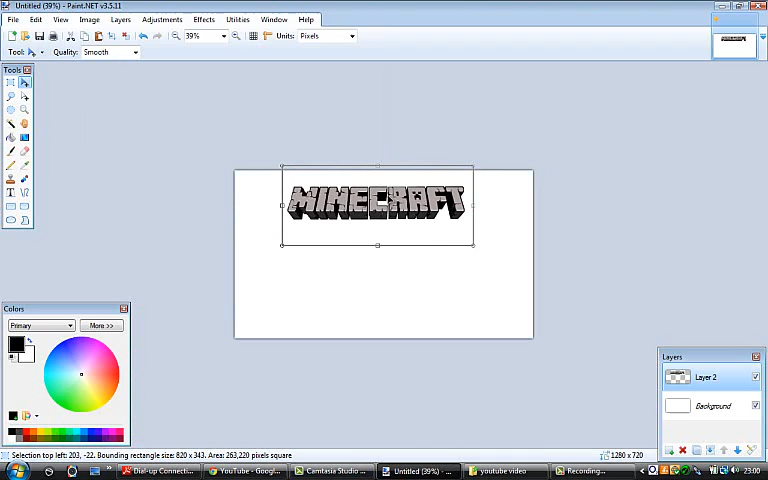 Untitled (39%) - Paint.NET v3.5.11
File Edit View Image Layers Adjustments Effects Utilities Window Help
39% Units: Pixels
Tool: Quality: Smooth
Tools
MINECRAFT
Colors
Primary More >>
Layers
Layer 2
Background
Selection top left: 203, -22. Bounding rectangle size: 820 x 343. Area: 263,220 pixels square
1280 x 720
Dial-up Connecti... YouTube - Googl... Camtasia Studio ... Untitled (39%) - ... youtube video Recording... 23:00